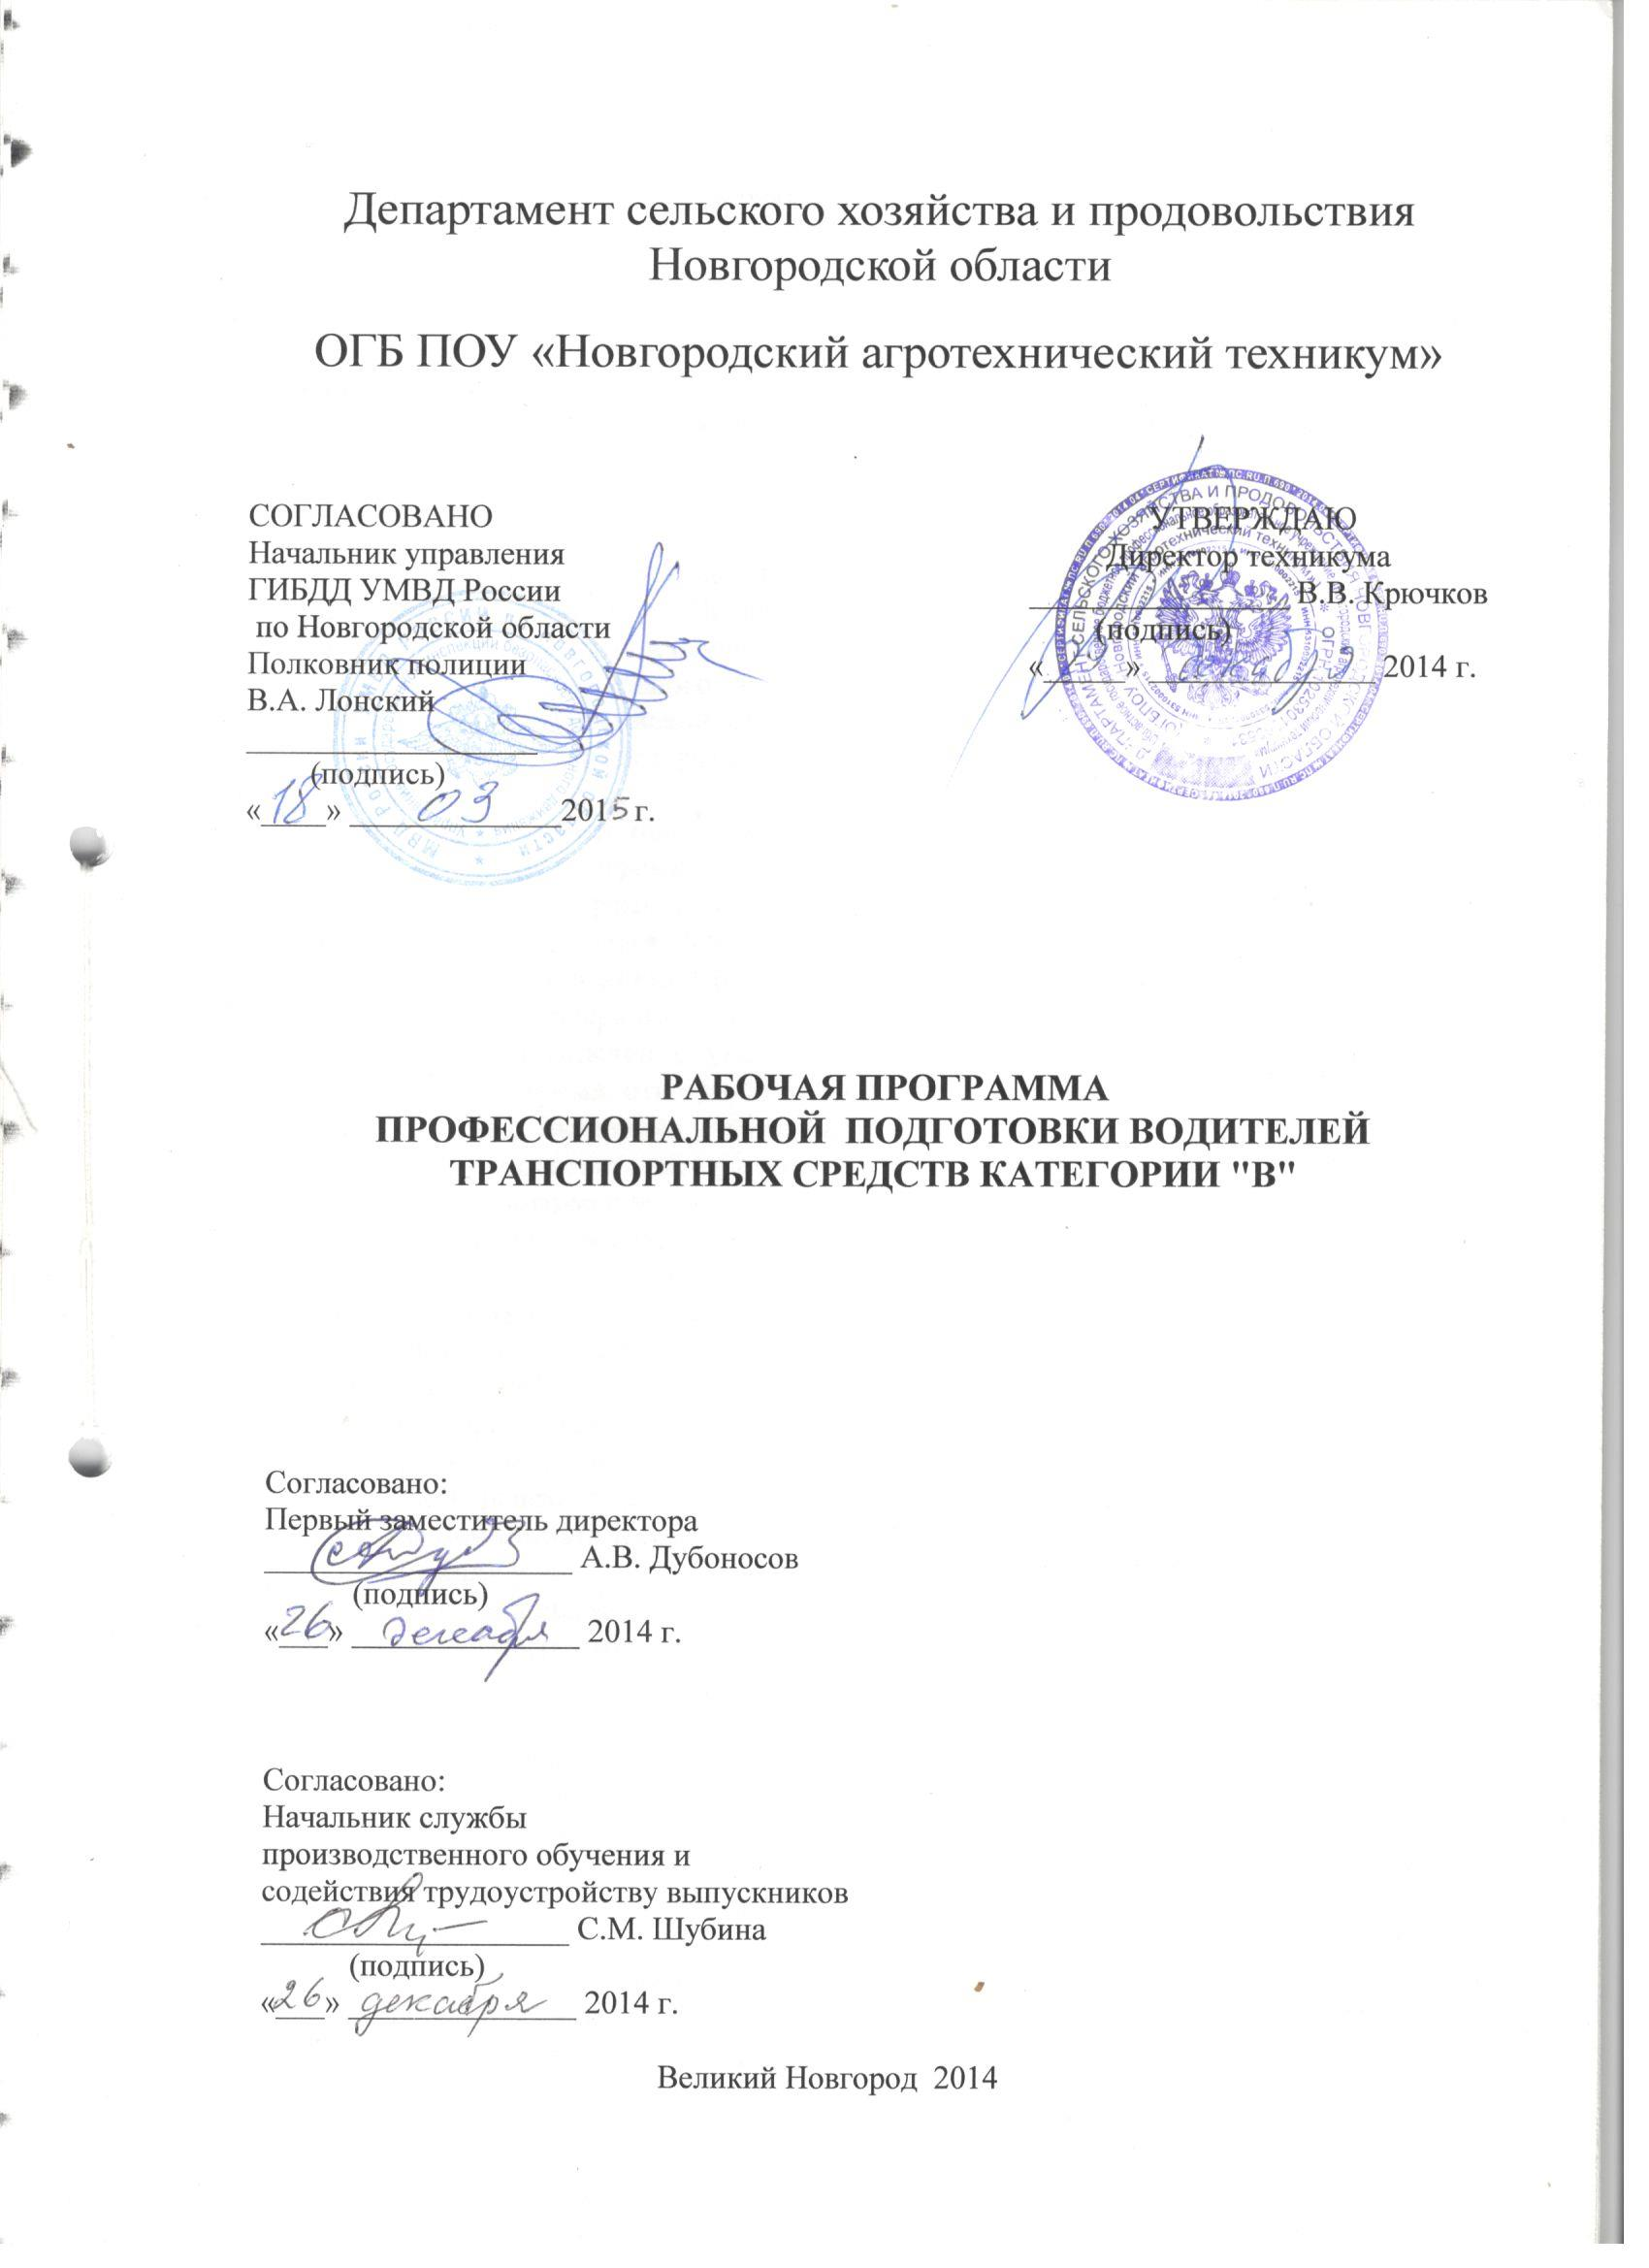 Департамент сельского хозяйства и продовольствия
Новгородской области
ОГБ ПОУ «Новгородский агротехнический техникум»
СОГЛАСОВАНО
Начальник управления
ГИБДД УМВД России
по Новгородской области
Полковник полиции
В.А. Лонский
(подпись)
«18» 03 2015 г.
УТВЕРЖДАЮ
Директор техникума
В.В. Крючков
(подпись)
« » 2014 г.
РАБОЧАЯ ПРОГРАММА
ПРОФЕССИОНАЛЬНОЙ ПОДГОТОВКИ ВОДИТЕЛЕЙ
ТРАНСПОРТНЫХ СРЕДСТВ КАТЕГОРИИ "В"
Согласовано:
Первый заместитель директора
А.В. Дубоносов
(подпись)
«26» декабря 2014 г.
Согласовано:
Начальник службы
производственного обучения и
содействия трудоустройству выпускников
С.М. Шубина
(подпись)
«26» декабря 2014 г.
Великий Новгород 2014